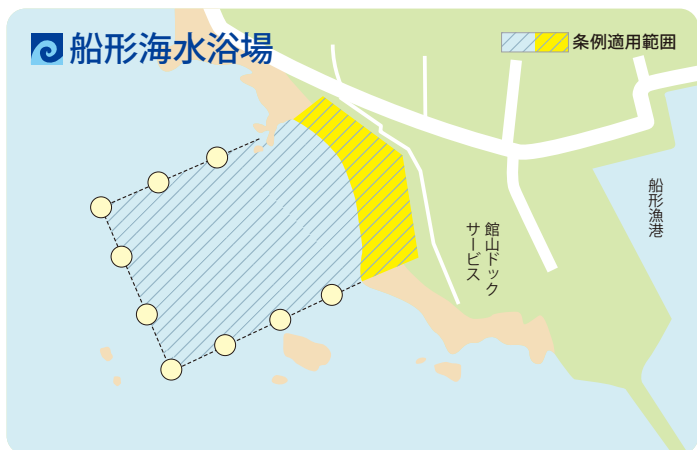 船形海水浴場
条例適用範囲
船形漁港
館山ドック
サービス